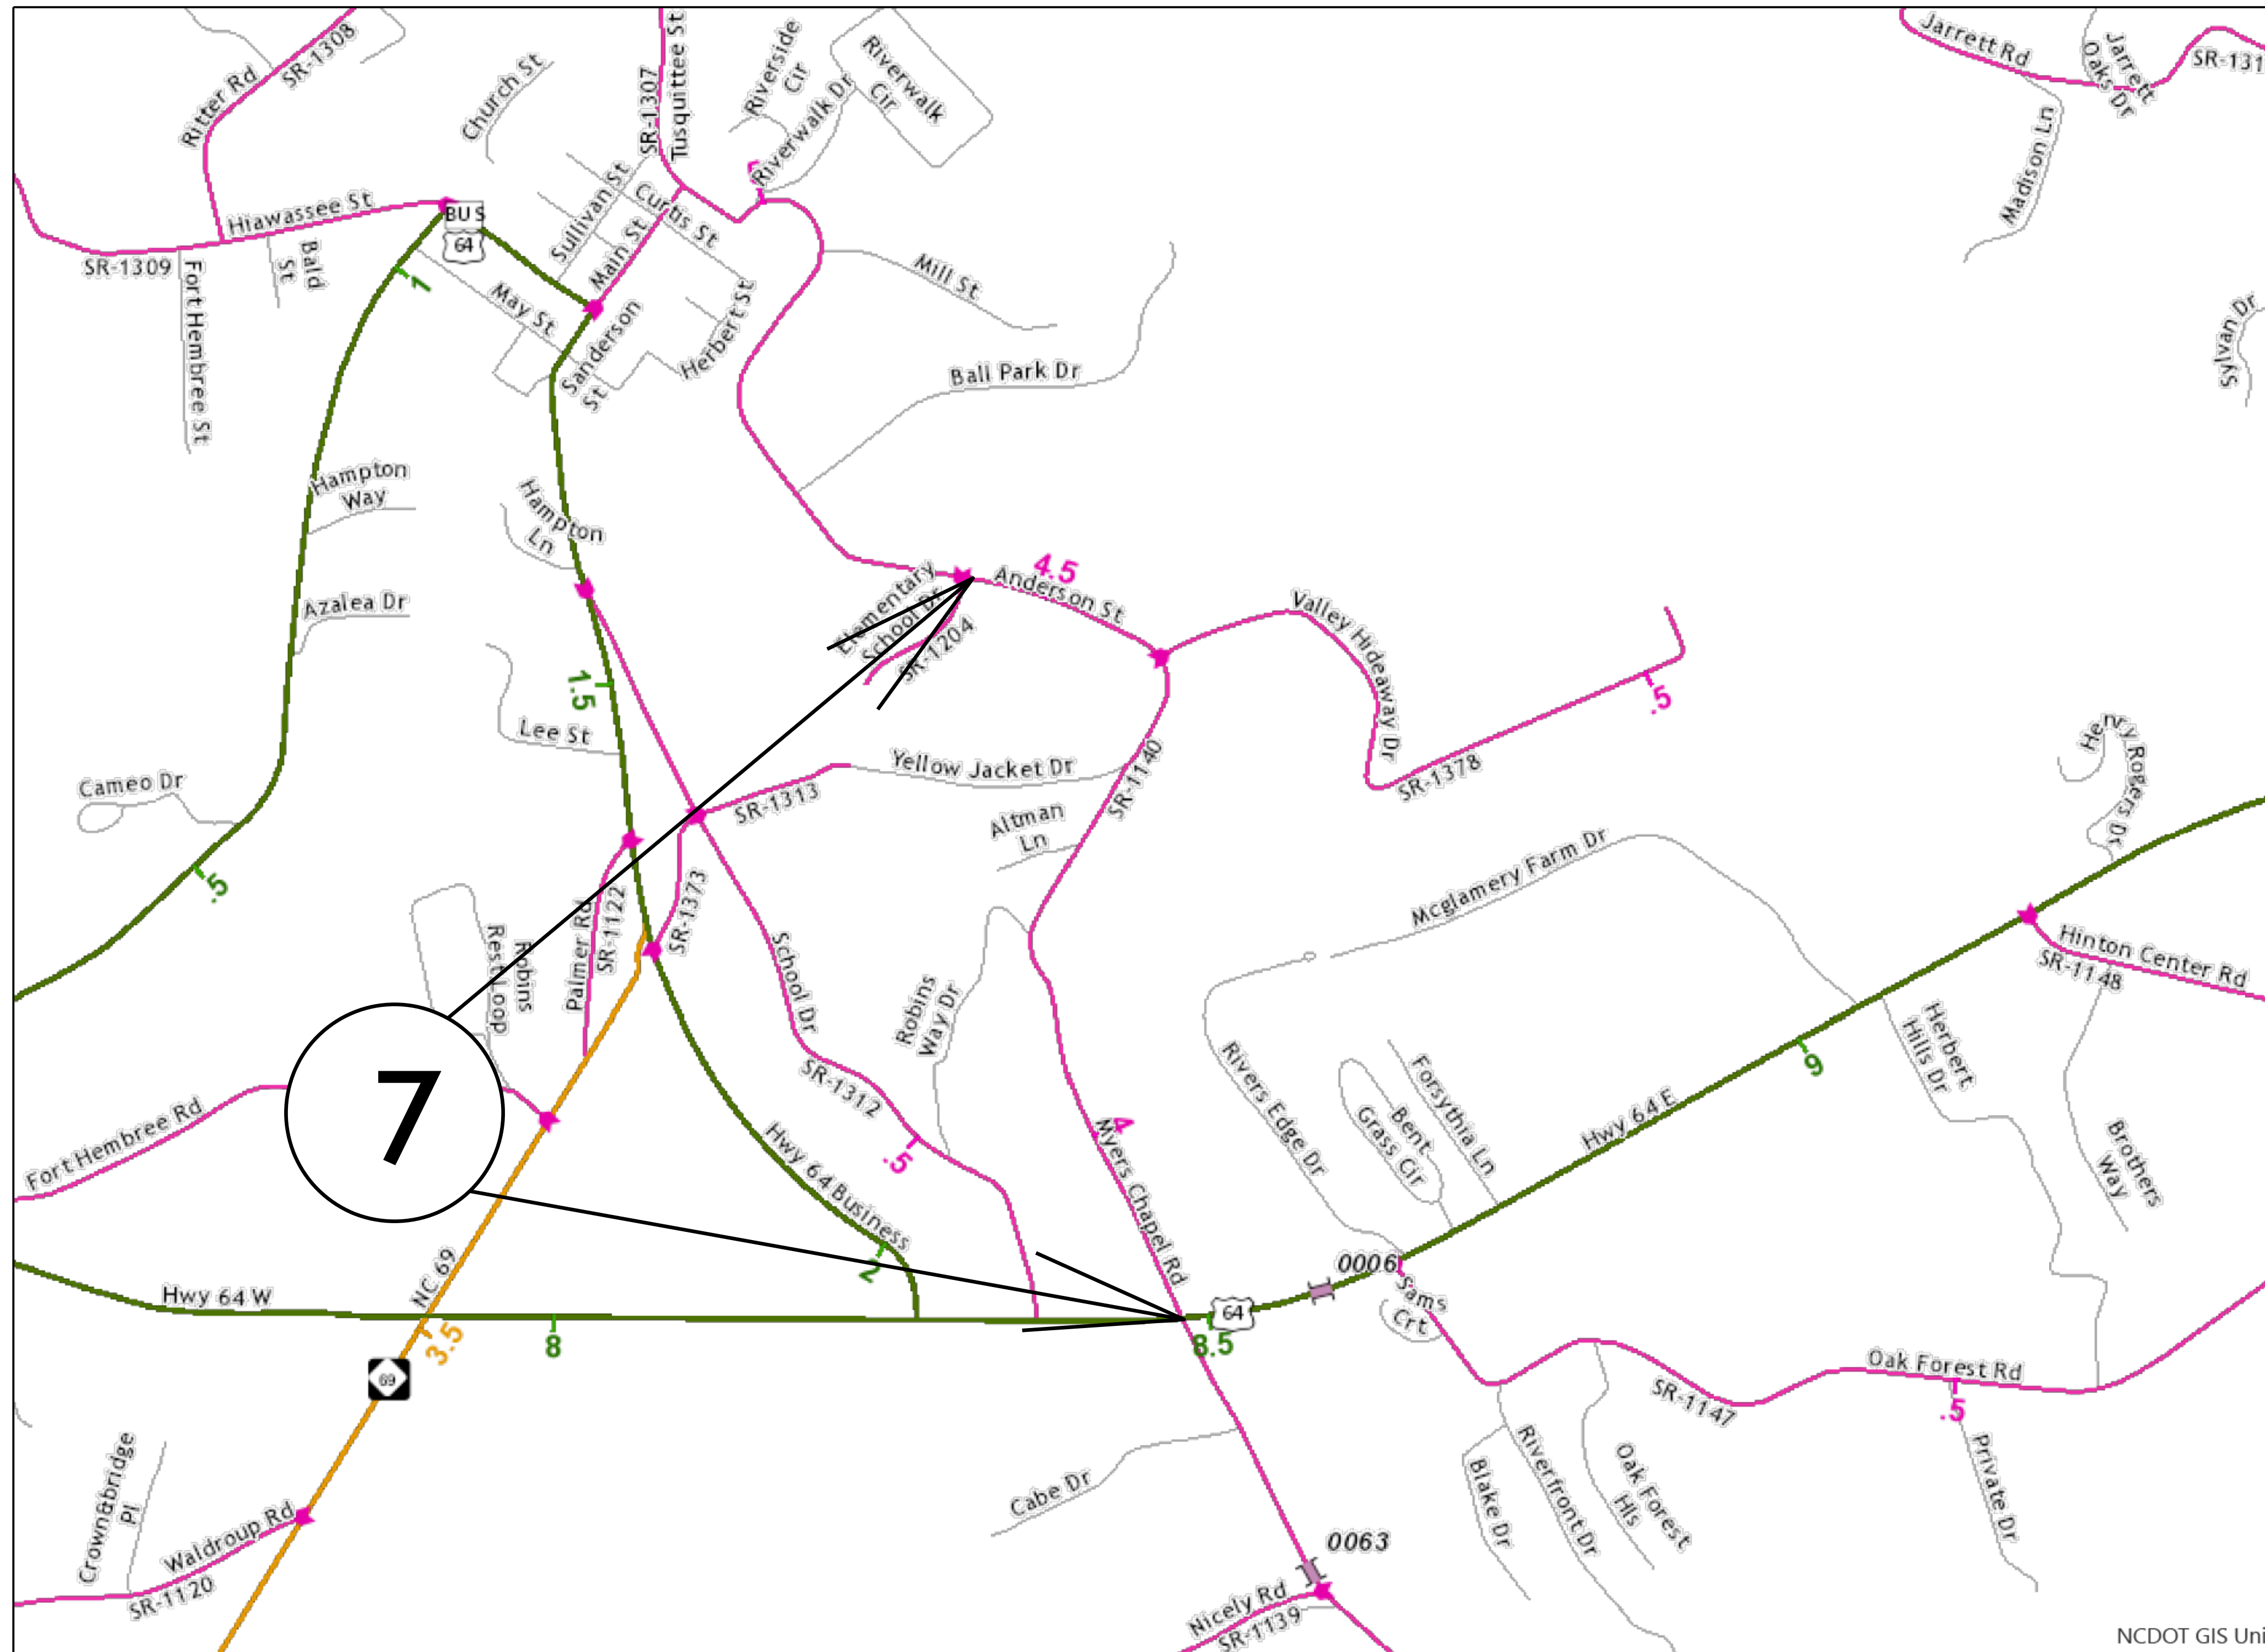 Ritter Rd
SR-1308
Church St
SR-1307
Tusquittee St
Riverside
Cir
Riverwalk Dr
Riverwalk
Cir
Jarrett Rd
Jarrett
Oaks Dr
SR-131
Madison Ln
Hiawassee St
BUS
64
Sullivan St
Curtis St
Main St
SR-1309
Bald
St
Fort Hembree St
1
May St
Sanderson
St
Herbert St
Mill St
Ball Park Dr
Sylvan Dr
Hampton
Way
Hampton
Ln
Azalea Dr
Elementary
School Dr
SR-1204
4.5
Anderson St
Valley Hideaway Dr
1.5
Lee St
.5
SR-1378
Henry Rogers Dr
Cameo Dr
Yellow Jacket Dr
SR-1313
SR-1140
Altman
Ln
Mcglamery Farm Dr
.5
Palmer Rd
SR-1122
SR-1373
Robins
Rest Loop
School Dr
Robins
Way Dr
Hinton Center Rd
SR-1148
7
SR-1312
.5
Rivers Edge Dr
Bent
Grass Cir
Forsythia Ln
Hwy 64 E
9
Herbert
Hills Dr
Brothers
Way
Fort Hembree Rd
4
Myers Chapel Rd
Hwy 64 Business
2
NC 69
Hwy 64 W
3.5
8
64
8.5
0006
Sams
Crt
69
Oak Forest Rd
SR-1147
.5
Crown&bridge
Pl
Waldroup Rd
SR-1120
Cabe Dr
Blake Dr
Riverfront Dr
Oak Forest
Hls
Private Dr
0063
Nicely Rd
SR-1139
NCDOT GIS Uni